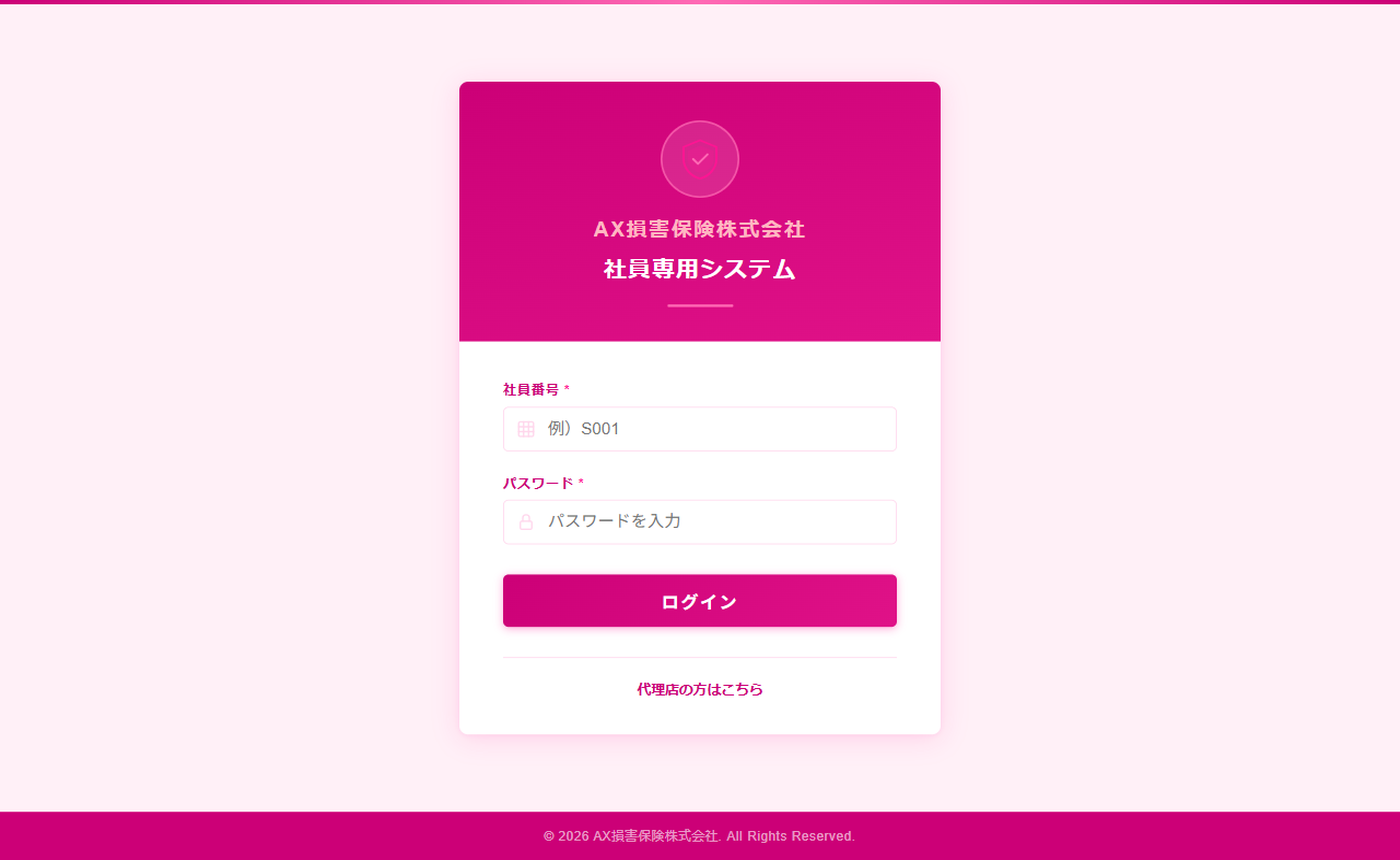 AX損害保険株式会社
社員専用システム
社員番号 *
例）S001
パスワード *
パスワードを入力
ログイン
代理店の方はこちら
© 2026 AX損害保険株式会社. All Rights Reserved.